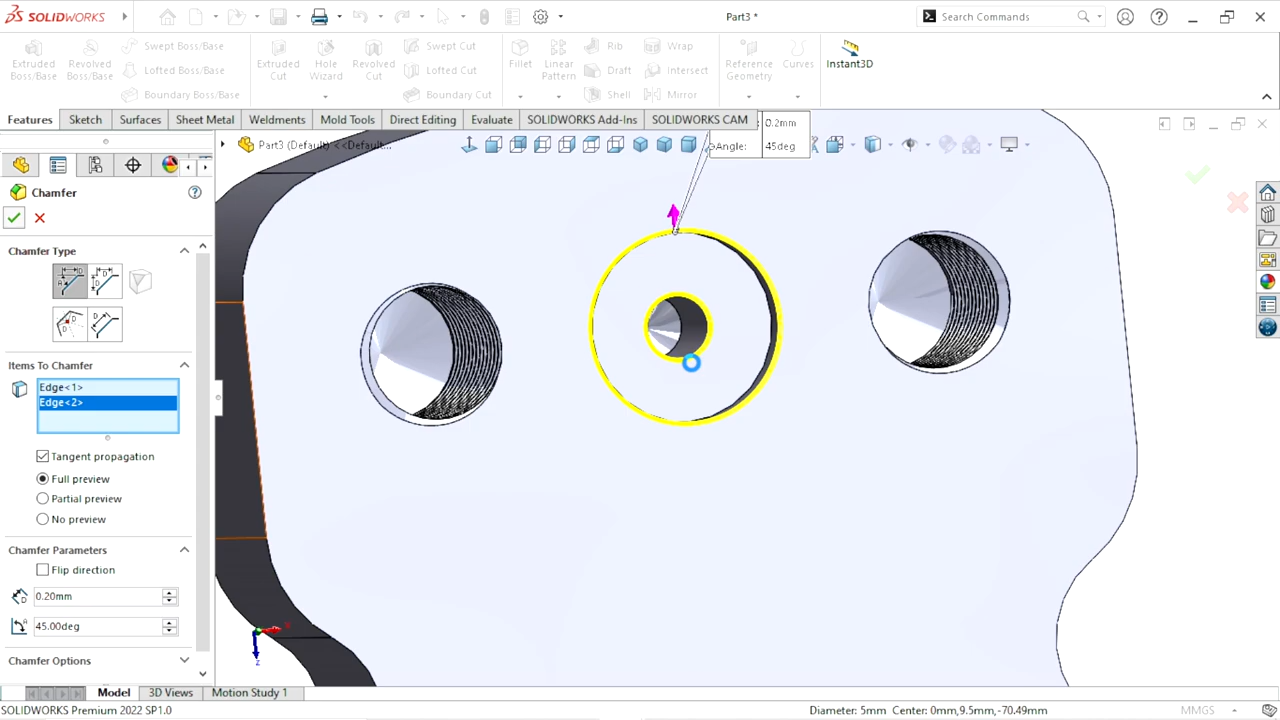 SOLIDWORKS
Part3 *
Search Commands
Extruded Boss/Base
Revolved Boss/Base
Swept Boss/Base
Lofted Boss/Base
Boundary Boss/Base
Extruded Cut
Hole Wizard
Revolved Cut
Swept Cut
Lofted Cut
Boundary Cut
Fillet
Linear Pattern
Rib
Draft
Shell
Wrap
Intersect
Mirror
Reference Geometry
Curves
Instant3D
Features
Sketch
Surfaces
Sheet Metal
Weldments
Mold Tools
Direct Editing
Evaluate
SOLIDWORKS Add-Ins
SOLIDWORKS CAM
Part3 (Default) <<Default...
0.2mm
Angle: 45deg
Chamfer
Chamfer Type
Items To Chamfer
Edge<1>
Edge<2>
Tangent propagation
Full preview
Partial preview
No preview
Chamfer Parameters
Flip direction
0.20mm
45.00deg
Chamfer Options
X
Z
Model
3D Views
Motion Study 1
SOLIDWORKS Premium 2022 SP1.0
Diameter: 5mm Center: 0mm,9.5mm,-70.49mm
MMGS